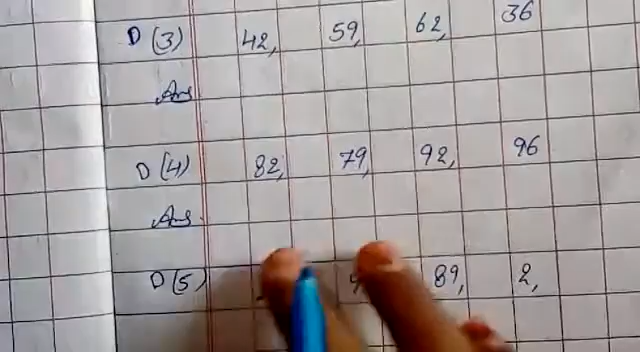 D (3) 42, 59, 62, 36
Ans
D (4) 82, 79, 92, 96
Ans.
D (5) 89, 2,